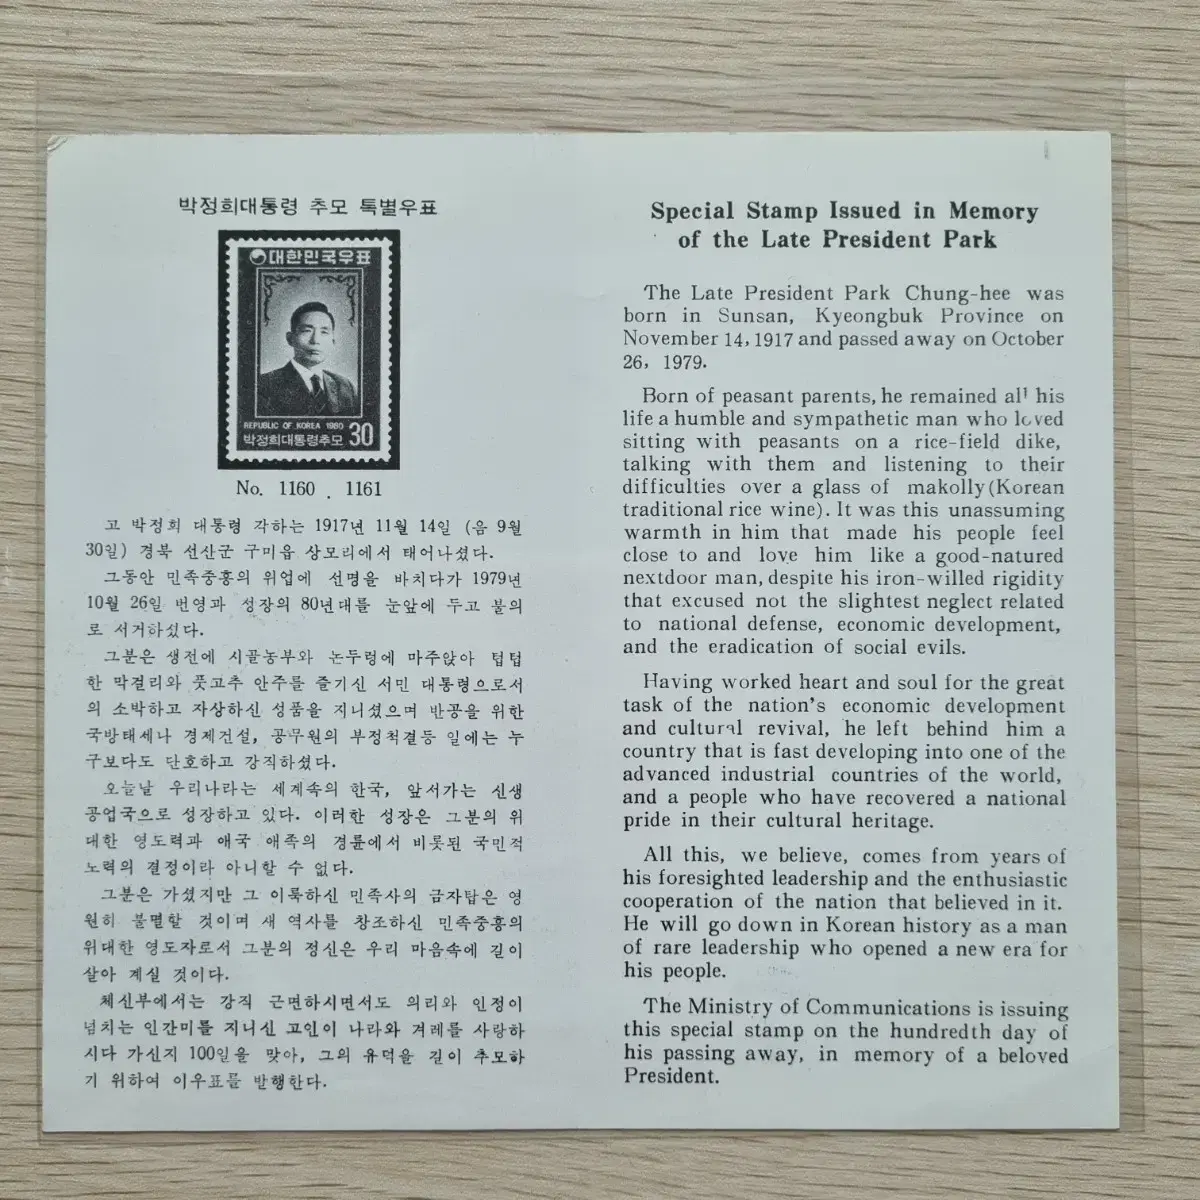 박정희대통령 추모 특별우표
대한민국우표
REPUBLIC OF KOREA 1980
박정희대통령추모 30
No. 1160 . 1161
고 박정희 대통령 각하는 1917년 11월 14일 (음 9월
30일) 경북 선산군 구미읍 상모리에서 태어나셨다.
그동안 민족중흥의 위업에 선명을 바치다가 1979년
10월 26일 번영과 성장의 80년대를 눈앞에 두고 불의
로 서거하셨다.
그분은 생전에 시골농부와 논두렁에 마주앉아 텁텁
한 막걸리와 풋고추 안주를 즐기신 서민 대통령으로서
의 소박하고 자상하신 성품을 지니셨으며 반공을 위한
국방태세나 경제건설, 공무원의 부정척결등 일에는 누
구보다도 단호하고 강직하셨다.
오늘날 우리나라는 세계속의 한국, 앞서가는 신생
공업국으로 성장하고 있다. 이러한 성장은 그분의 위
대한 영도력과 애국 애족의 경륜에서 비롯된 국민적
노력의 결정이라 아니할 수 없다.
그분은 가셨지만 그 이룩하신 민족사의 금자탑은 영
원히 불멸할 것이며 새 역사를 창조하신 민족중흥의
위대한 영도자로서 그분의 정신은 우리 마음속에 길이
살아 계실 것이다.
체신부에서는 강직 근면하시면서도 의리와 인정이
넘치는 인간미를 지니신 고인이 나라와 겨레를 사랑하
시다 가신지 100일을 맞아, 그의 유덕을 길이 추모하
기 위하여 이우표를 발행한다.
Special Stamp Issued in Memory
of the Late President Park
The Late President Park Chung-hee was
born in Sunsan, Kyeongbuk Province on
November 14, 1917 and passed away on October
26, 1979.
Born of peasant parents, he remained all his
life a humble and sympathetic man who loved
sitting with peasants on a rice-field dike,
talking with them and listening to their
difficulties over a glass of makolly (Korean
traditional rice wine). It was this unassuming
warmth in him that made his people feel
close to and love him like a good-natured
nextdoor man, despite his iron-willed rigidity
that excused not the slightest neglect related
to national defense, economic development,
and the eradication of social evils.
Having worked heart and soul for the great
task of the nation's economic development
and cultural revival, he left behind him a
country that is fast developing into one of the
advanced industrial countries of the world,
and a people who have recovered a national
pride in their cultural heritage.
All this, we believe, comes from years of
his foresighted leadership and the enthusiastic
cooperation of the nation that believed in it.
He will go down in Korean history as a man
of rare leadership who opened a new era for
his people.
The Ministry of Communications is issuing
this special stamp on the hundredth day of
his passing away, in memory of a beloved
President.